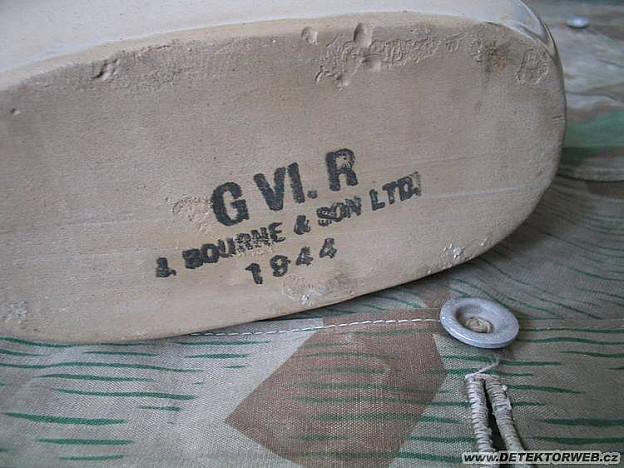 G VI. R
J. BOURNE & SON LTD.
1944
WWW.DETEKTORWEB.CZ